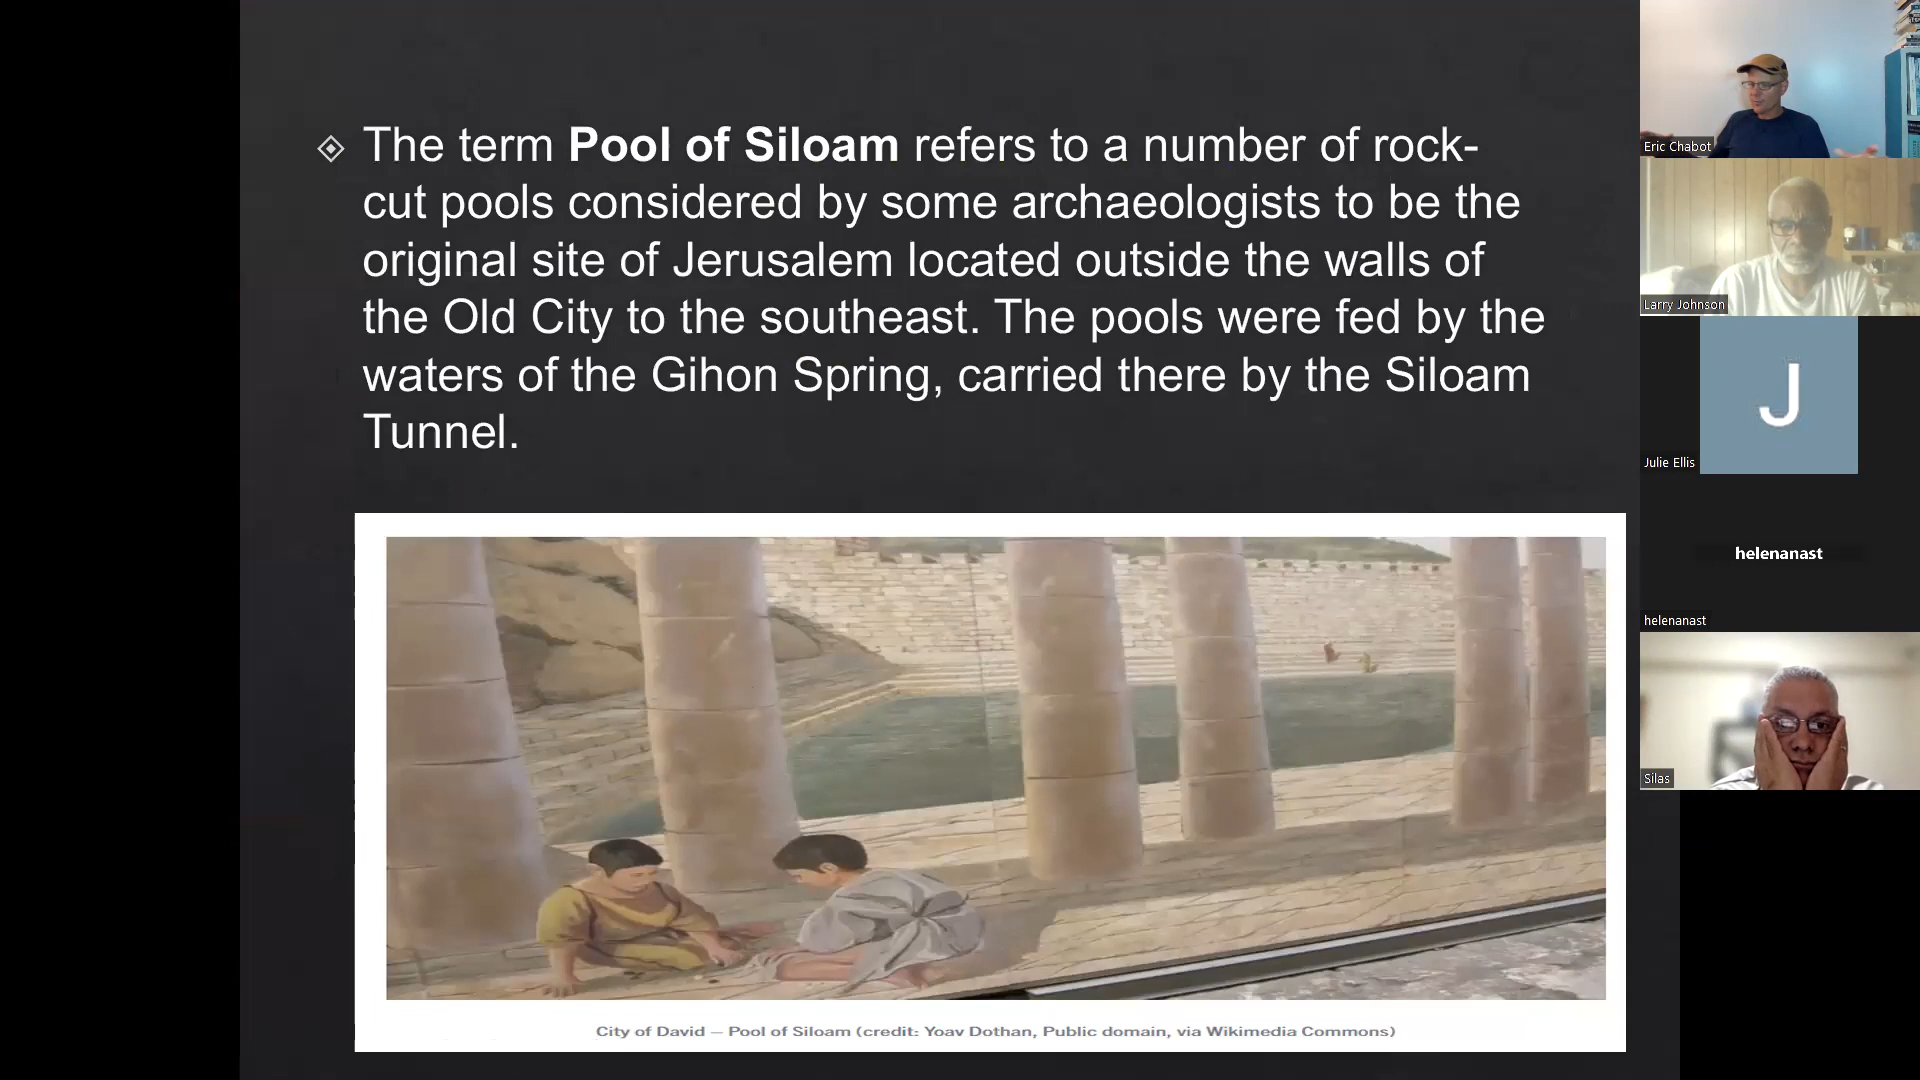 The term Pool of Siloam refers to a number of rock-
cut pools considered by some archaeologists to be the
original site of Jerusalem located outside the walls of
the Old City to the southeast. The pools were fed by the
waters of the Gihon Spring, carried there by the Siloam
Tunnel.
City of David – Pool of Siloam (credit: Yoav Dothan, Public domain, via Wikimedia Commons)
Eric Chabot
Larry Johnson
J
Julie Ellis
helenanast
helenanast
Silas